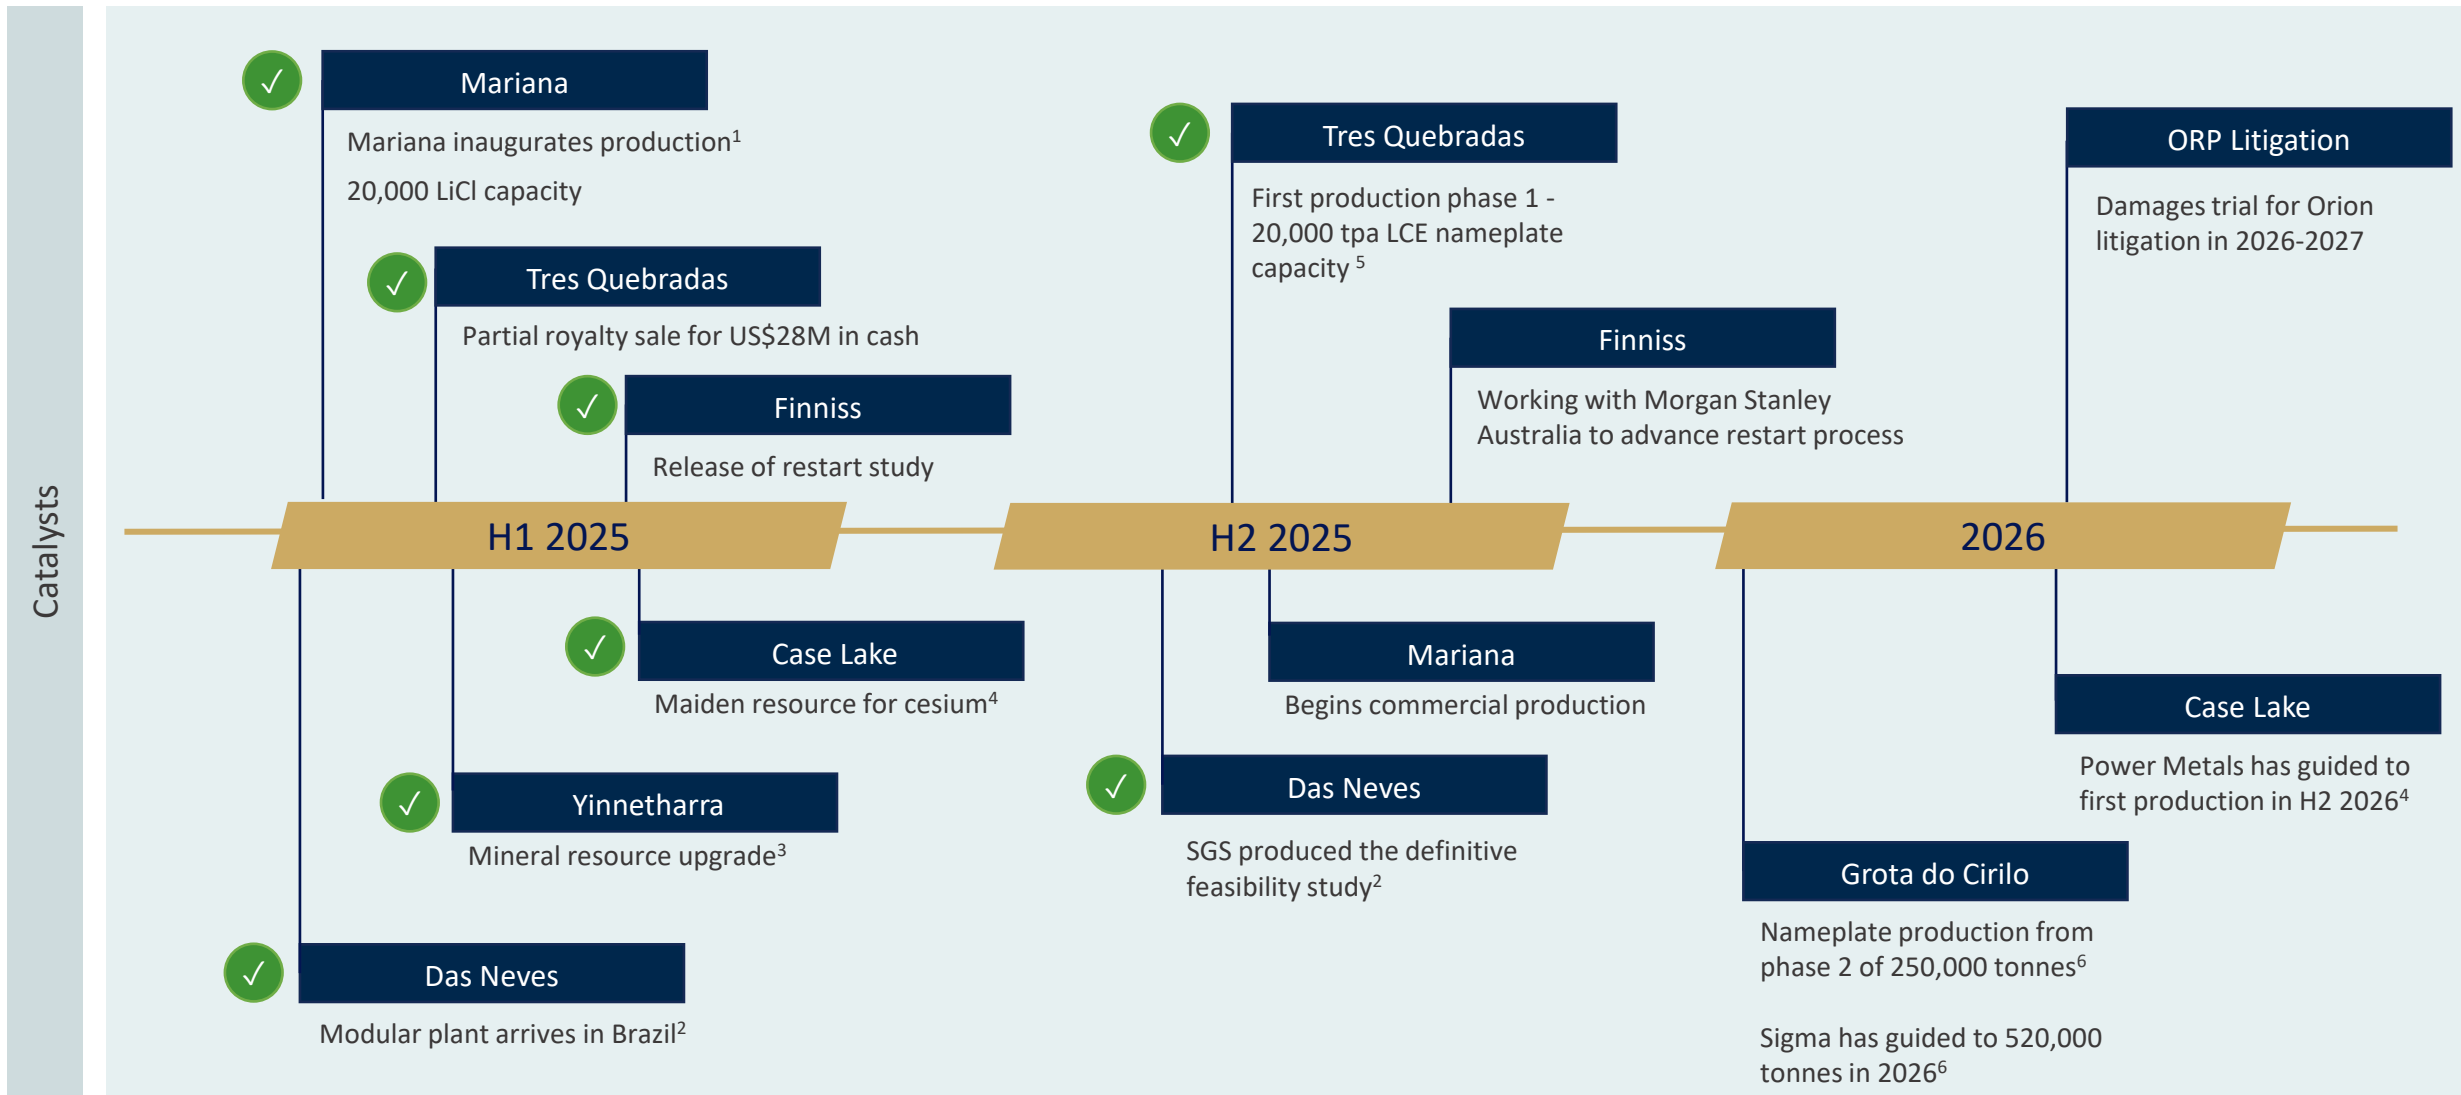 Catalysts
Mariana
Mariana inaugurates production¹
20,000 LiCl capacity
Tres Quebradas
Partial royalty sale for US$28M in cash
Finniss
Release of restart study
H1 2025
Case Lake
Maiden resource for cesium⁴
Yinnetharra
Mineral resource upgrade³
Das Neves
Modular plant arrives in Brazil²
Tres Quebradas
First production phase 1 -
20,000 tpa LCE nameplate
capacity ⁵
Finniss
Working with Morgan Stanley
Australia to advance restart process
H2 2025
Mariana
Begins commercial production
Das Neves
SGS produced the definitive
feasibility study²
ORP Litigation
Damages trial for Orion
litigation in 2026-2027
2026
Case Lake
Power Metals has guided to
first production in H2 2026⁴
Grota do Cirilo
Nameplate production from
phase 2 of 250,000 tonnes⁶
Sigma has guided to 520,000
tonnes in 2026⁶